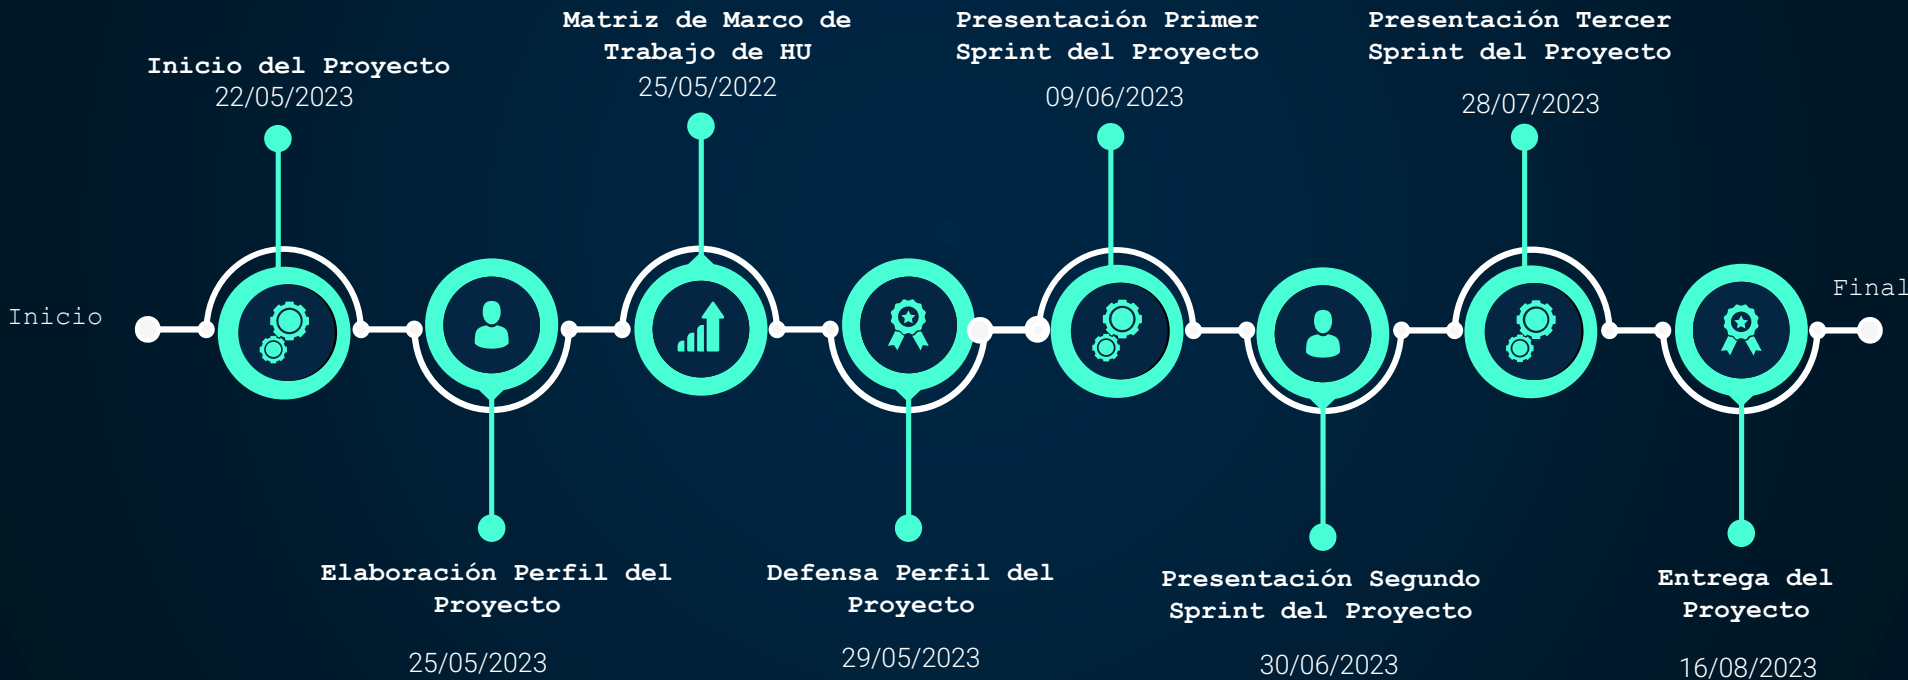 Inicio
Inicio del Proyecto
22/05/2023
Elaboración Perfil del
Proyecto
25/05/2023
Matriz de Marco de
Trabajo de HU
25/05/2022
Defensa Perfil del
Proyecto
29/05/2023
Presentación Primer
Sprint del Proyecto
09/06/2023
Presentación Segundo
Sprint del Proyecto
30/06/2023
Presentación Tercer
Sprint del Proyecto
28/07/2023
Entrega del
Proyecto
16/08/2023
Final